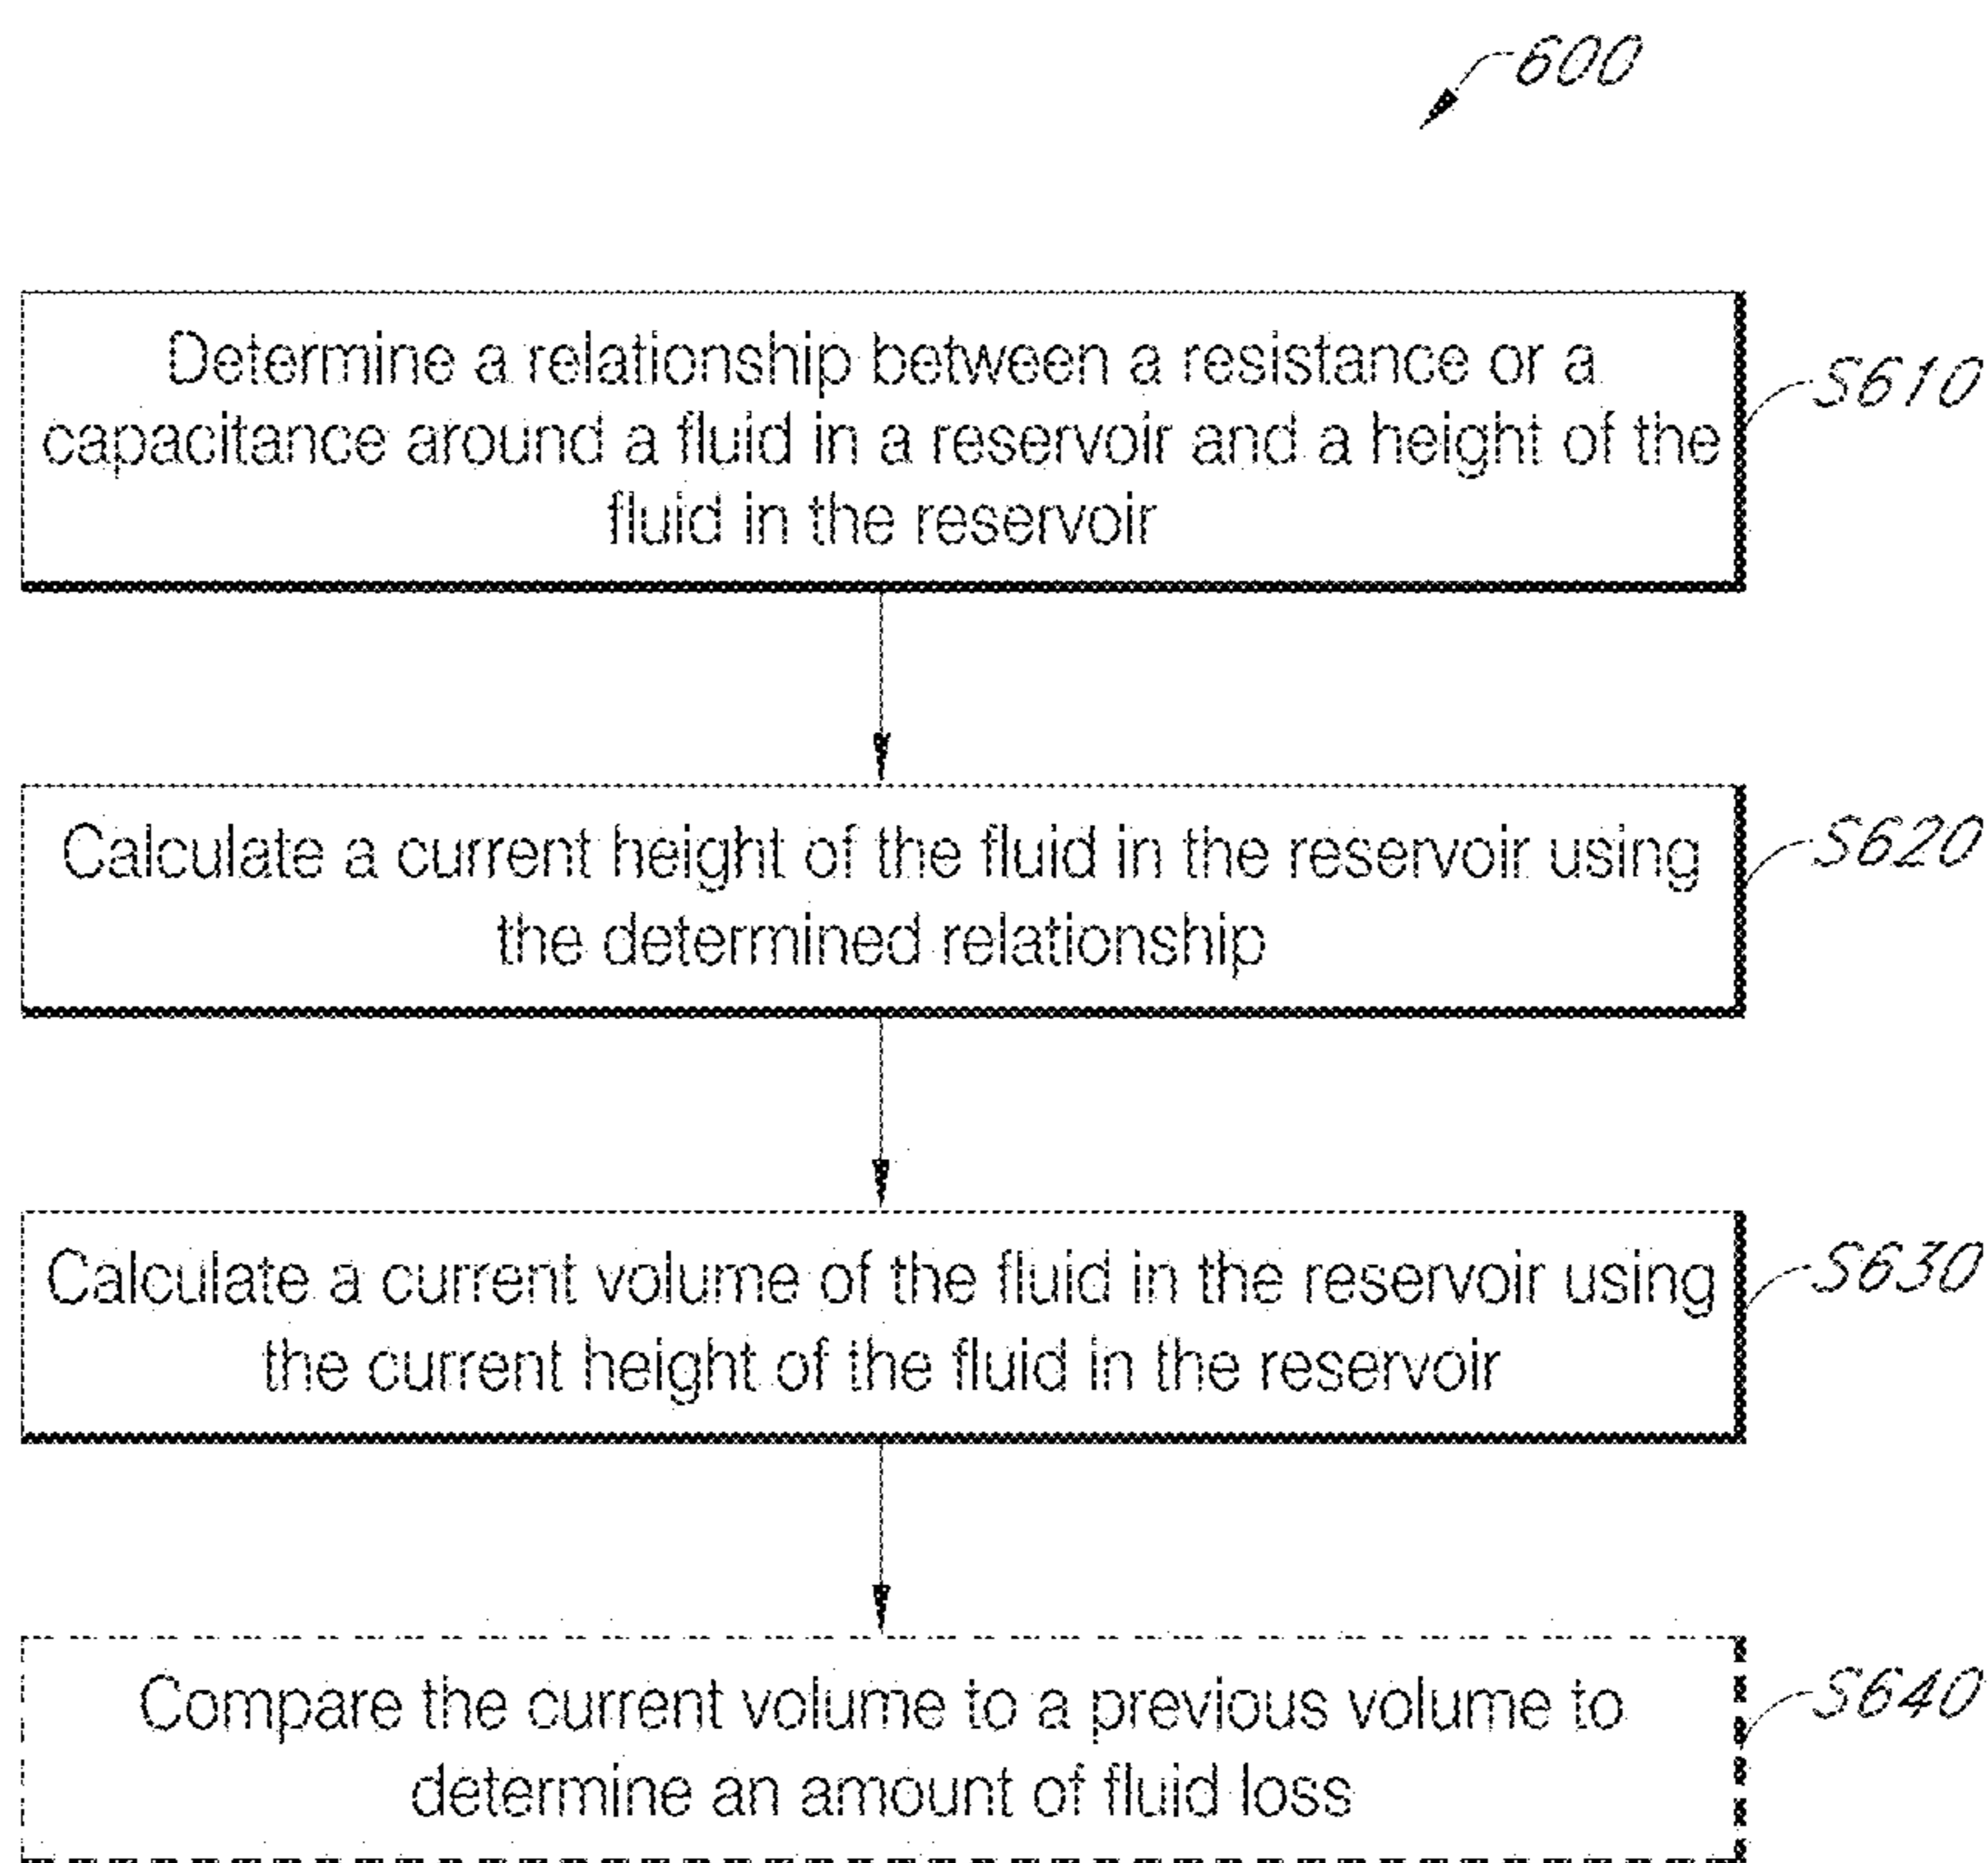 600
Determine a relationship between a resistance or a
capacitance around a fluid in a reservoir and a height of the
fluid in the reservoir
S610
Calculate a current height of the fluid in the reservoir using
the determined relationship
S620
Calculate a current volume of the fluid in the reservoir using
the current height of the fluid in the reservoir
S630
Compare the current volume to a previous volume to
determine an amount of fluid loss
S640